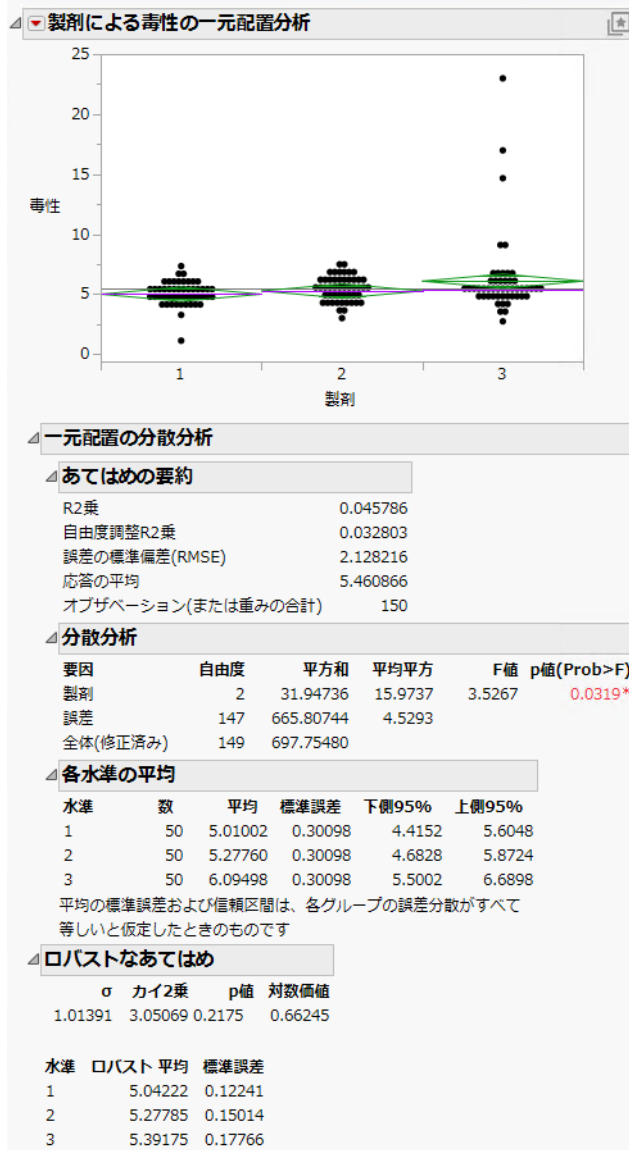 製剤による毒性の一元配置分析
25
20
15
毒性
10
5
0
1 2 3
製剤
一元配置の分散分析
あてはめの要約
R2乗 0.045786
自由度調整R2乗 0.032803
誤差の標準偏差(RMSE) 2.128216
応答の平均 5.460866
オブザベーション(または重みの合計) 150
分散分析
要因 自由度 平方和 平均平方 F値 p値(Prob>F)
製剤 2 31.94736 15.9737 3.5267 0.0319*
誤差 147 665.80744 4.5293
全体(修正済み) 149 697.75480
各水準の平均
水準 数 平均 標準誤差 下側95% 上側95%
1 50 5.01002 0.30098 4.4152 5.6048
2 50 5.27760 0.30098 4.6828 5.8724
3 50 6.09498 0.30098 5.5002 6.6898
平均の標準誤差および信頼区間は、各グループの誤差分散がすべて
等しいと仮定したときのものです
ロバストなあてはめ
σ カイ2乗 p値 対数価値
1.01391 3.05069 0.2175 0.66245
水準 ロバスト 平均 標準誤差
1 5.04222 0.12241
2 5.27785 0.15014
3 5.39175 0.17766